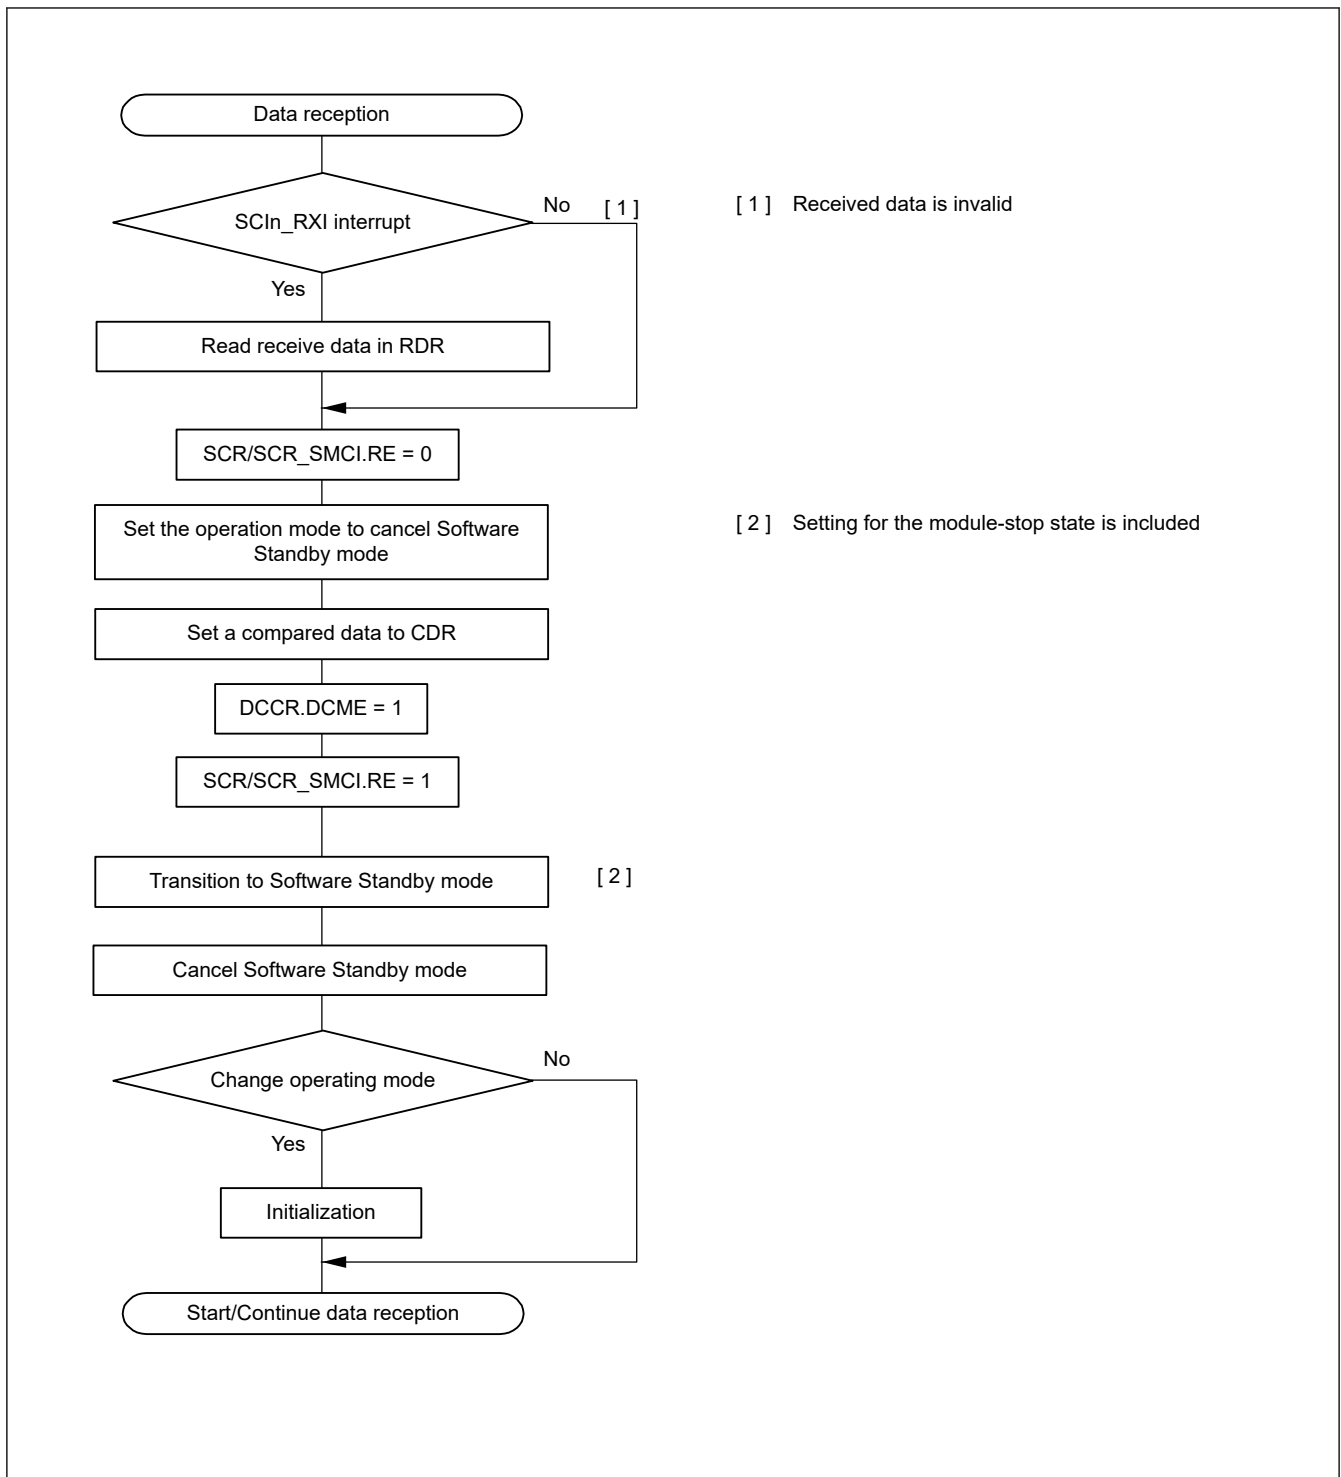 Data reception
SCIn_RXI interrupt
No [ 1 ]
[ 1 ] Received data is invalid
Yes
Read receive data in RDR
SCR/SCR_SMCI.RE = 0
Set the operation mode to cancel Software
Standby mode
[ 2 ] Setting for the module-stop state is included
Set a compared data to CDR
DCCR.DCME = 1
SCR/SCR_SMCI.RE = 1
Transition to Software Standby mode
[ 2 ]
Cancel Software Standby mode
Change operating mode
No
Yes
Initialization
Start/Continue data reception